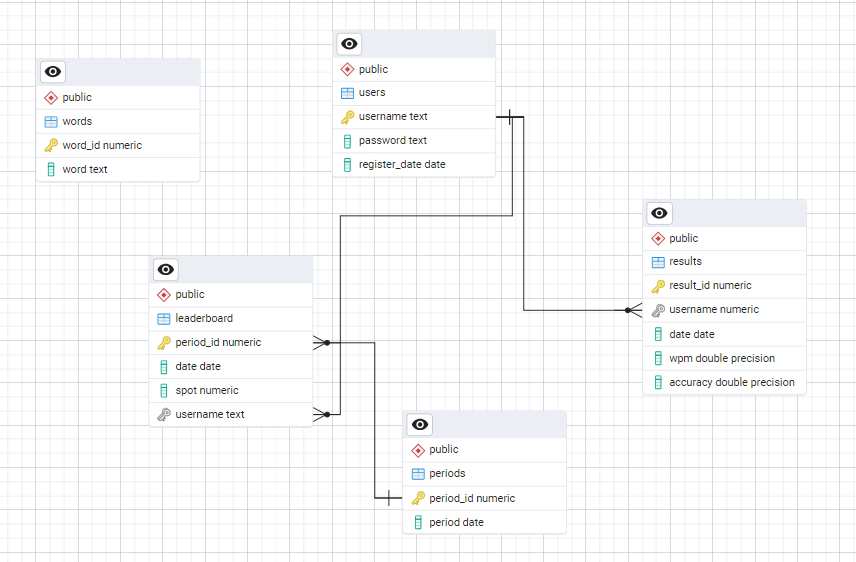 public
words
word_id numeric
word text
public
users
username text
password text
register_date date
public
leaderboard
period_id numeric
date date
spot numeric
username text
public
periods
period_id numeric
period date
public
results
result_id numeric
username numeric
date date
wpm double precision
accuracy double precision